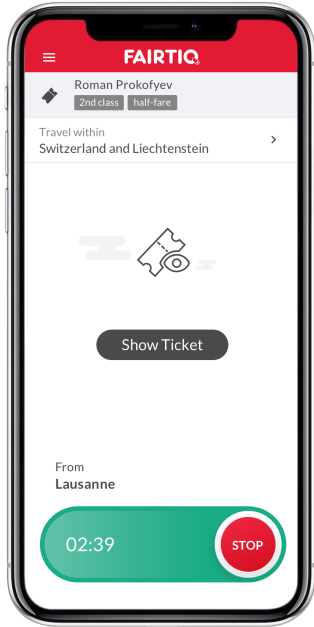 FAIRTIQ
Roman Prokofyev
2nd class half-fare
Travel within
Switzerland and Liechtenstein
Show Ticket
From
Lausanne
02:39 STOP